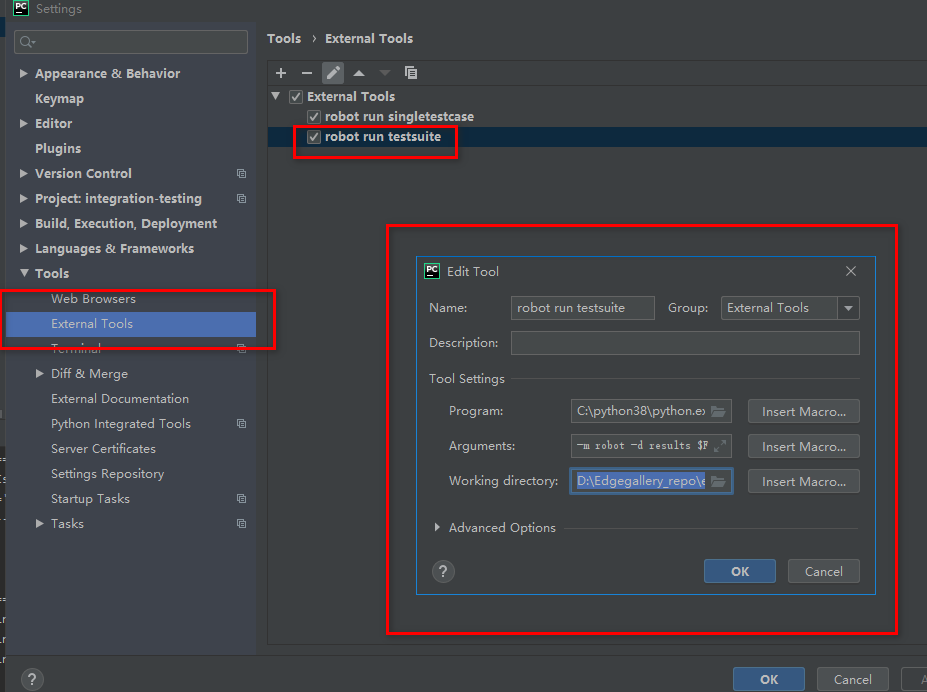 PC Settings
Tools › External Tools
Appearance & Behavior
Keymap
Editor
Plugins
Version Control
Project: integration-testing
Build, Execution, Deployment
Languages & Frameworks
Tools
Web Browsers
External Tools
Terminal
Diff & Merge
External Documentation
Python Integrated Tools
Server Certificates
Settings Repository
Startup Tasks
Tasks
External Tools
robot run singletestcase
robot run testsuite
PC Edit Tool
Name: robot run testsuite Group: External Tools
Description:
Tool Settings
Program: C:\python38\python.ex Insert Macro...
Arguments: -m robot -d results $F Insert Macro...
Working directory: D:\Edgegallery_repo\e Insert Macro...
Advanced Options
? OK Cancel
? OK Cancel